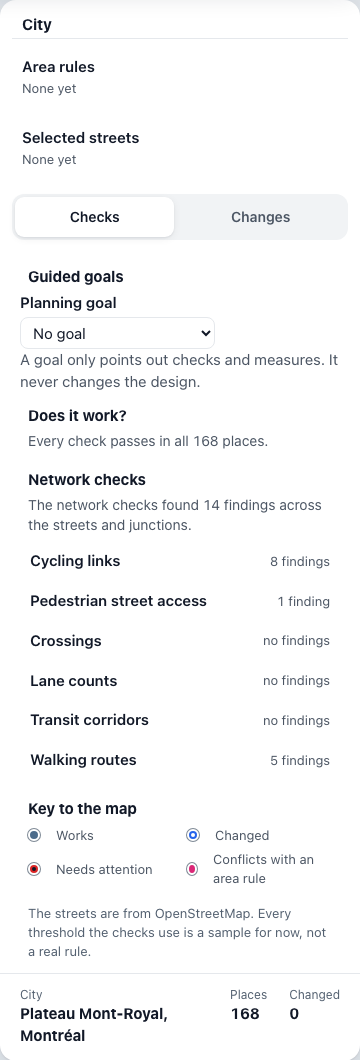 City
Area rules
None yet
Selected streets
None yet
Checks
Changes
Guided goals
Planning goal
No goal
A goal only points out checks and measures. It
never changes the design.
Does it work?
Every check passes in all 168 places.
Network checks
The network checks found 14 findings across
the streets and junctions.
Cycling links
8 findings
Pedestrian street access
1 finding
Crossings
no findings
Lane counts
no findings
Transit corridors
no findings
Walking routes
5 findings
Key to the map
Works
Changed
Needs attention
Conflicts with an
area rule
The streets are from OpenStreetMap. Every
threshold the checks use is a sample for now, not
a real rule.
City
Plateau Mont-Royal,
Montréal
Places
168
Changed
0